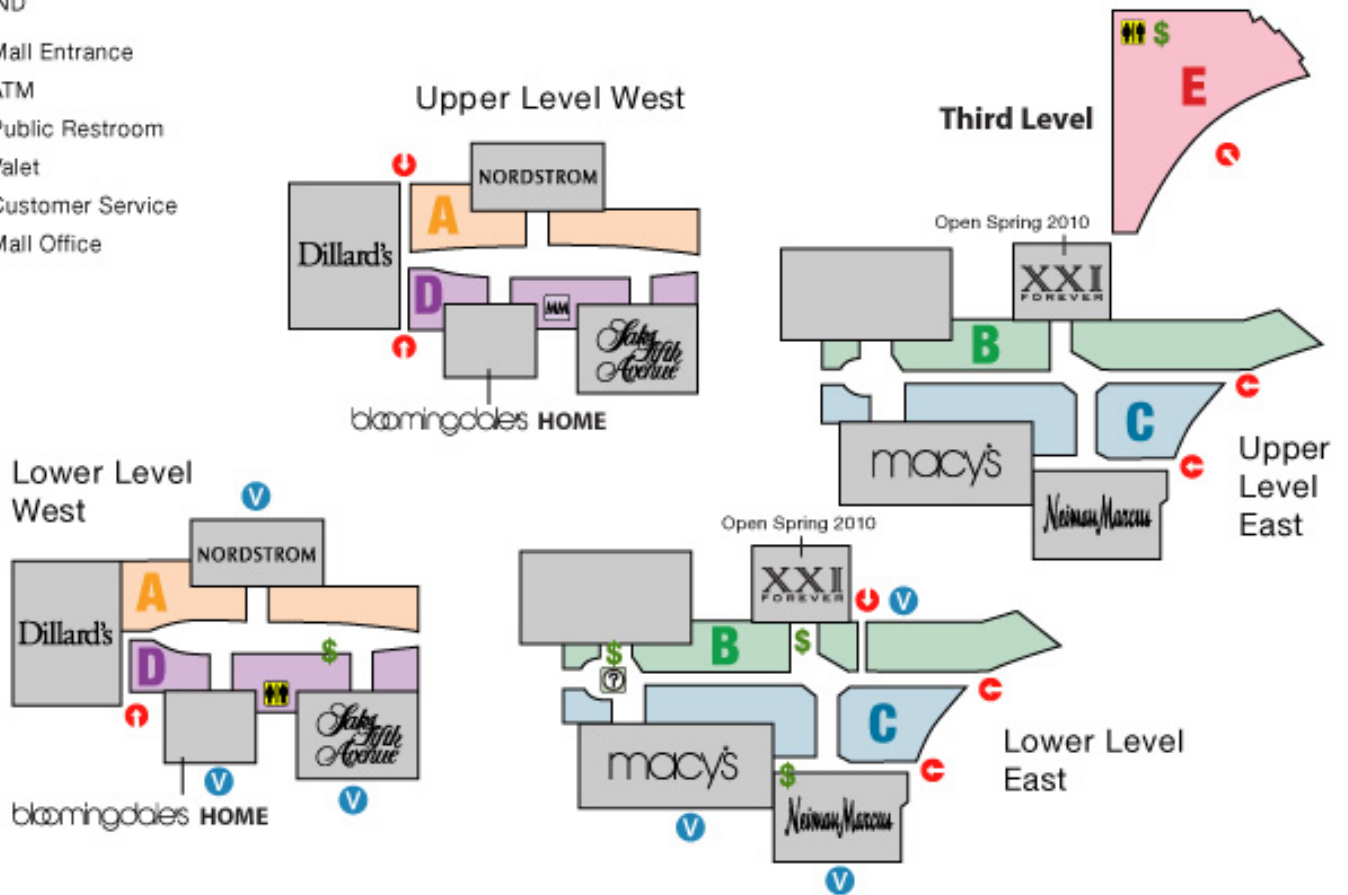 ND
Mall Entrance
ATM
Public Restroom
Valet
Customer Service
Mall Office
Upper Level West
NORDSTROM
A
Dillard's
D
MM
Saks
Fifth
Avenue
bloomingdale's HOME
Third Level
$
E
Open Spring 2010
XXI
FOREVER
B
C
macy's
Neiman Marcus
Upper
Level
East
Lower Level
West
V
NORDSTROM
A
Dillard's
D
$
Saks
Fifth
Avenue
V
V
bloomingdale's HOME
Open Spring 2010
XXI
FOREVER
V
B
$
$
?
C
macy's
$
Neiman Marcus
V
V
Lower Level
East